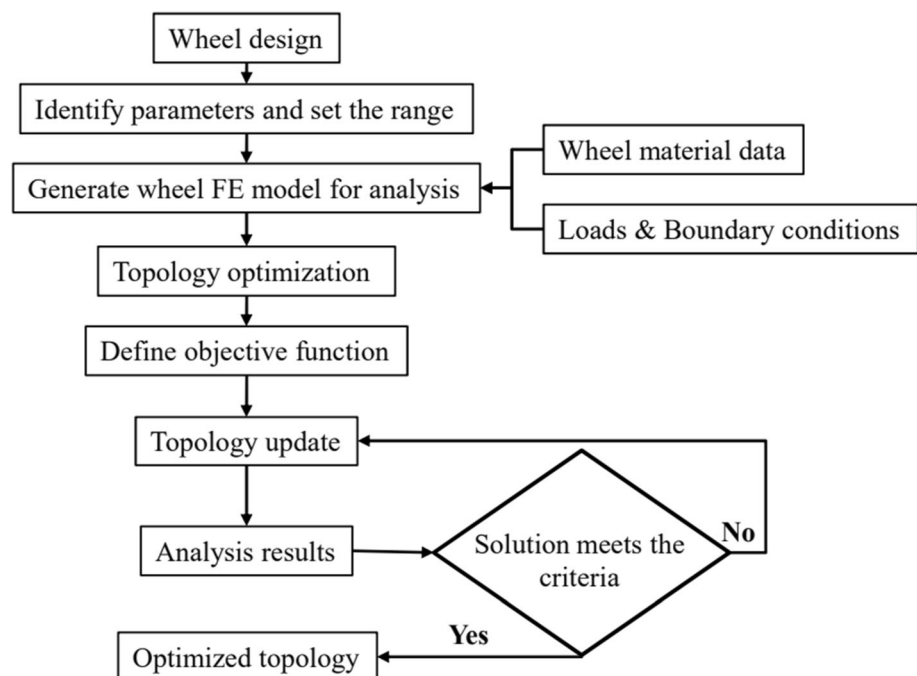 Wheel design
Identify parameters and set the range
Wheel material data
Generate wheel FE model for analysis
Loads & Boundary conditions
Topology optimization
Define objective function
Topology update
No
Solution meets the
criteria
Analysis results
Yes
Optimized topology